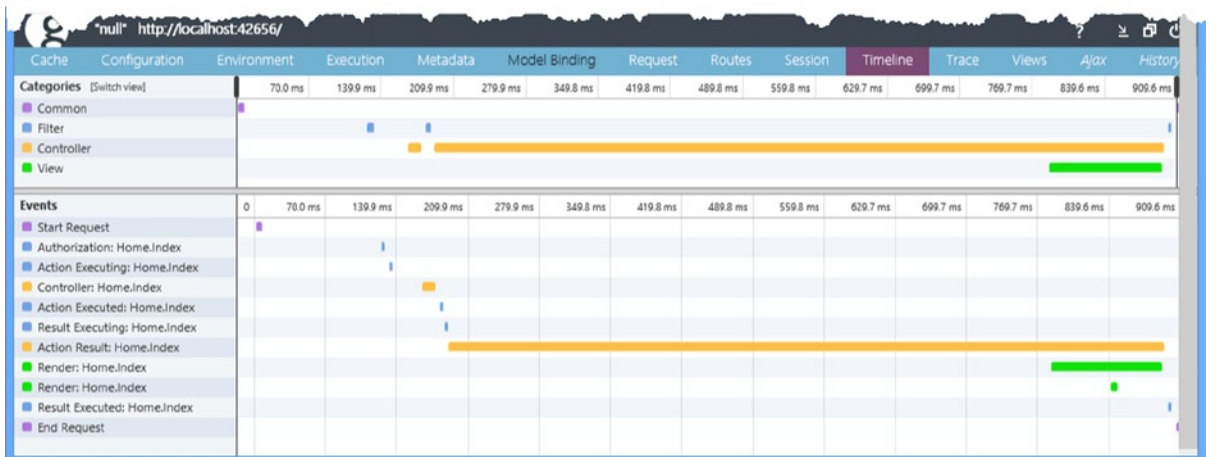 "null" http://localhost:42656/ ?
Cache Configuration Environment Execution Metadata Model Binding Request Routes Session Timeline Trace Views Ajax History
Categories [Switch view] 70.0 ms 139.9 ms 209.9 ms 279.9 ms 349.8 ms 419.8 ms 489.8 ms 559.8 ms 629.7 ms 699.7 ms 769.7 ms 839.6 ms 909.6 ms
Common
Filter
Controller
View
Events 0 70.0 ms 139.9 ms 209.9 ms 279.9 ms 349.8 ms 419.8 ms 489.8 ms 559.8 ms 629.7 ms 699.7 ms 769.7 ms 839.6 ms 909.6 ms
Start Request
Authorization: Home.Index
Action Executing: Home.Index
Controller: Home.Index
Action Executed: Home.Index
Result Executing: Home.Index
Action Result: Home.Index
Render: Home.Index
Render: Home.Index
Result Executed: Home.Index
End Request